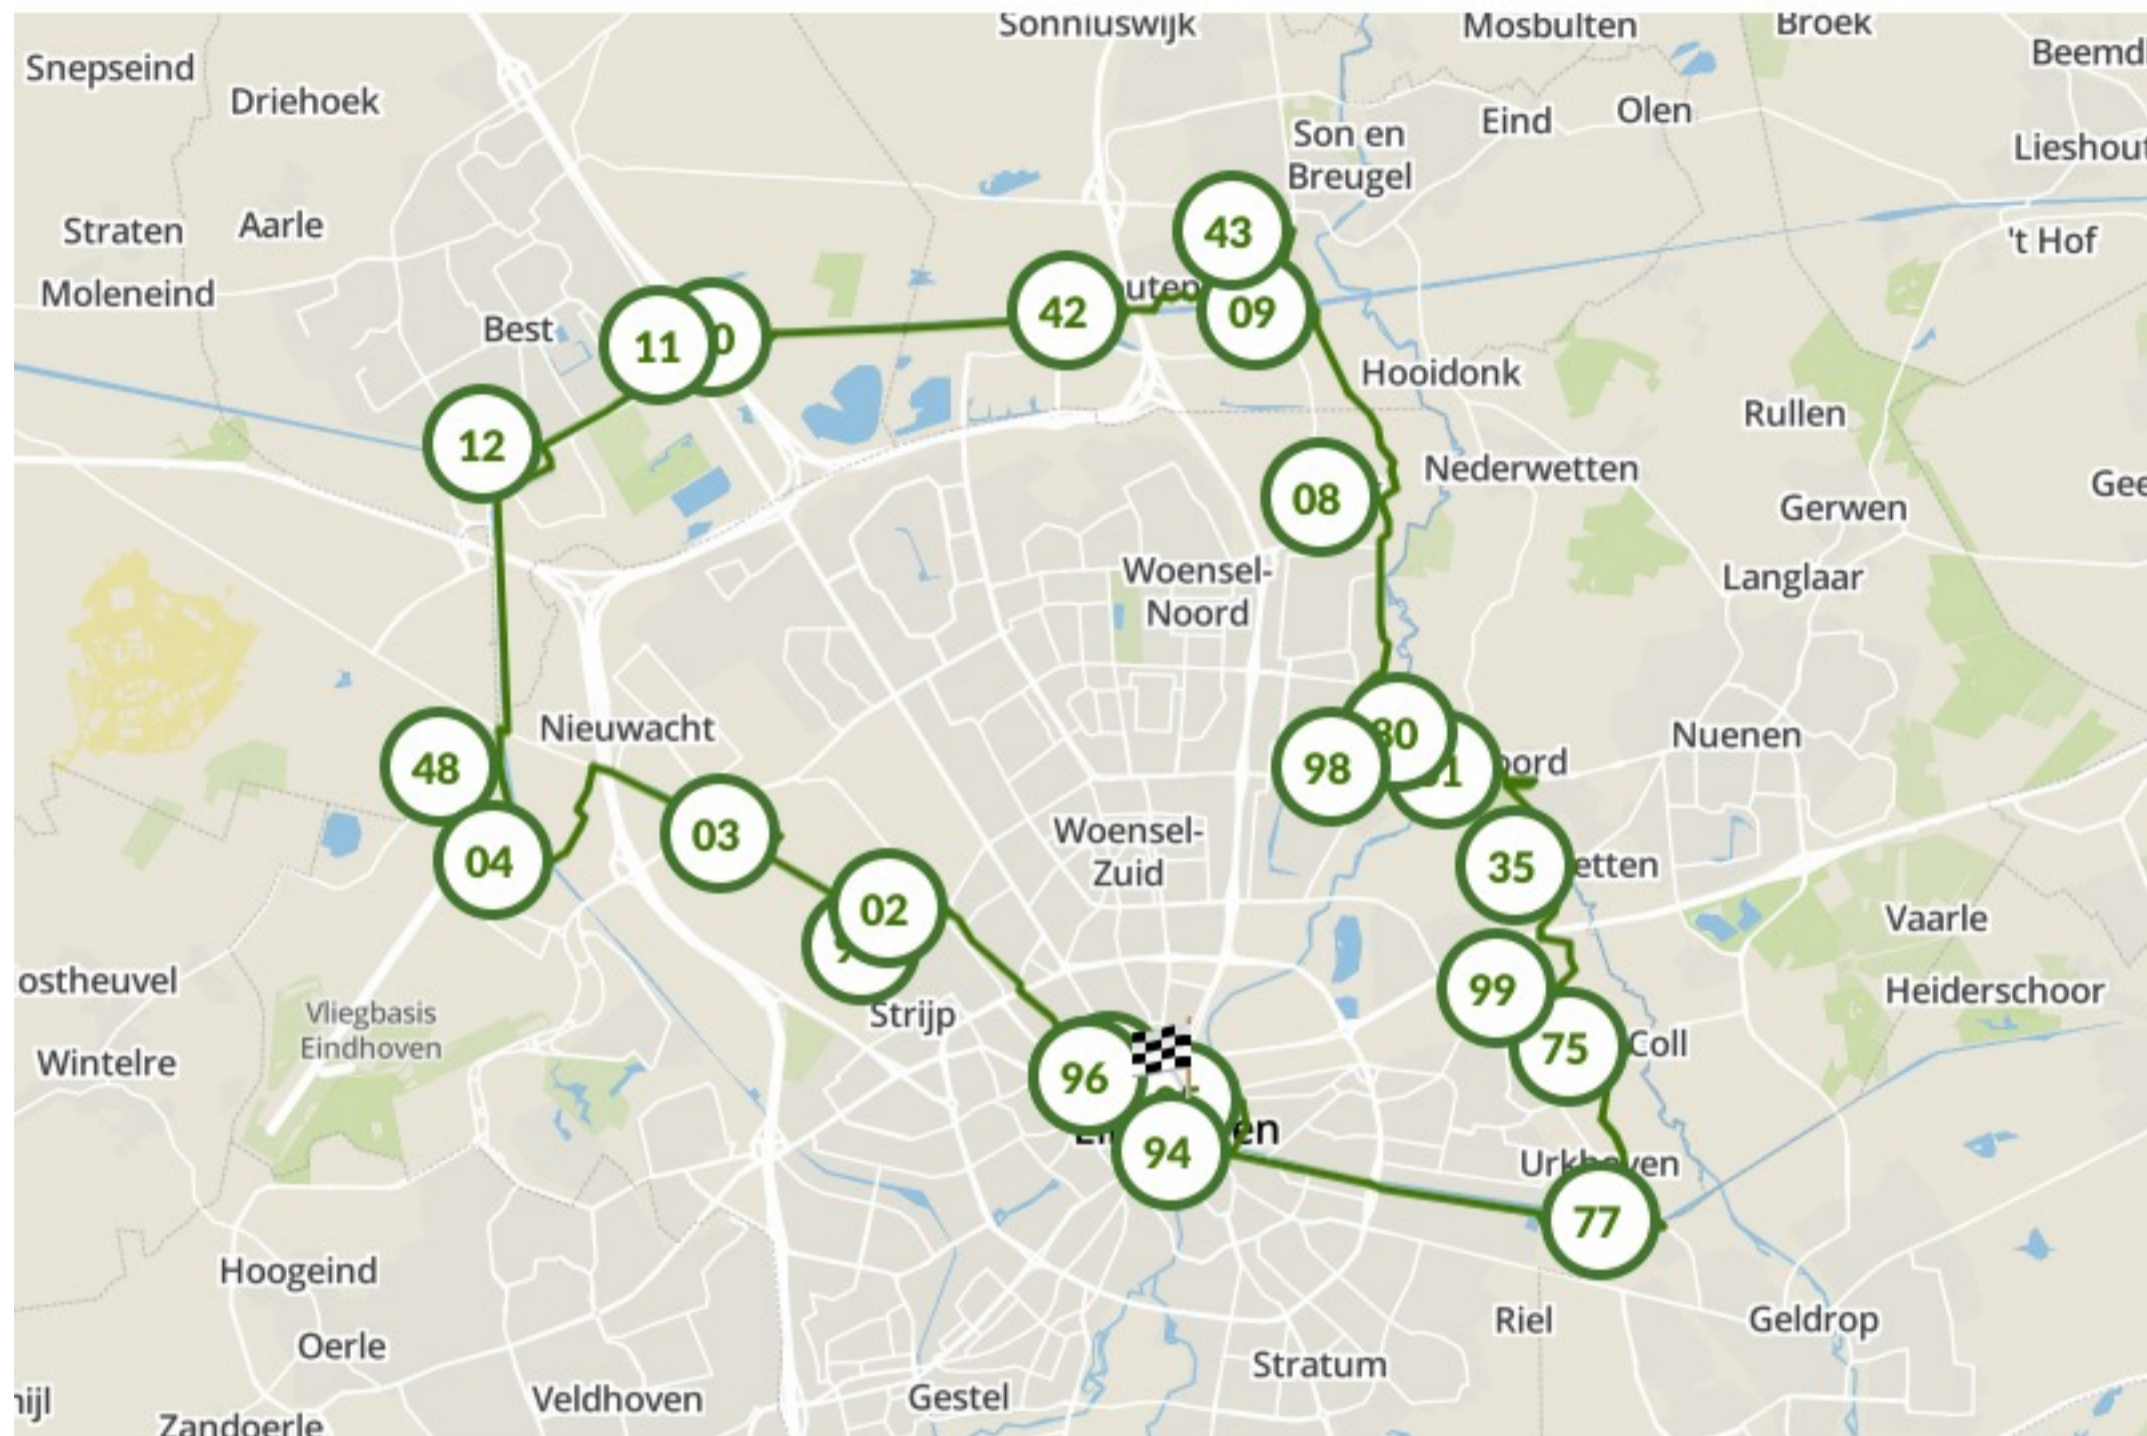 Sonniuswijk
Mosbulten
Broek
Snepseind
Driehoek
Eind
Olen
Son en
Breugel
Straten
Aarle
't Hof
43
Moleneind
Best
11
42
09
Hooidonk
Rullen
12
Nederwetten
08
Gerwen
Woensel-
Noord
Langlaar
Nieuwacht
Nuenen
48
98
03
Woensel-
Zuid
04
35
02
Vaarle
99
Heiderschoor
Strijp
Vliegbasis
Eindhoven
Wintelre
75
Coll
96
94
77
Hoogeind
Riel
Geldrop
Oerle
Stratum
Veldhoven
Gestel
Zandoerle